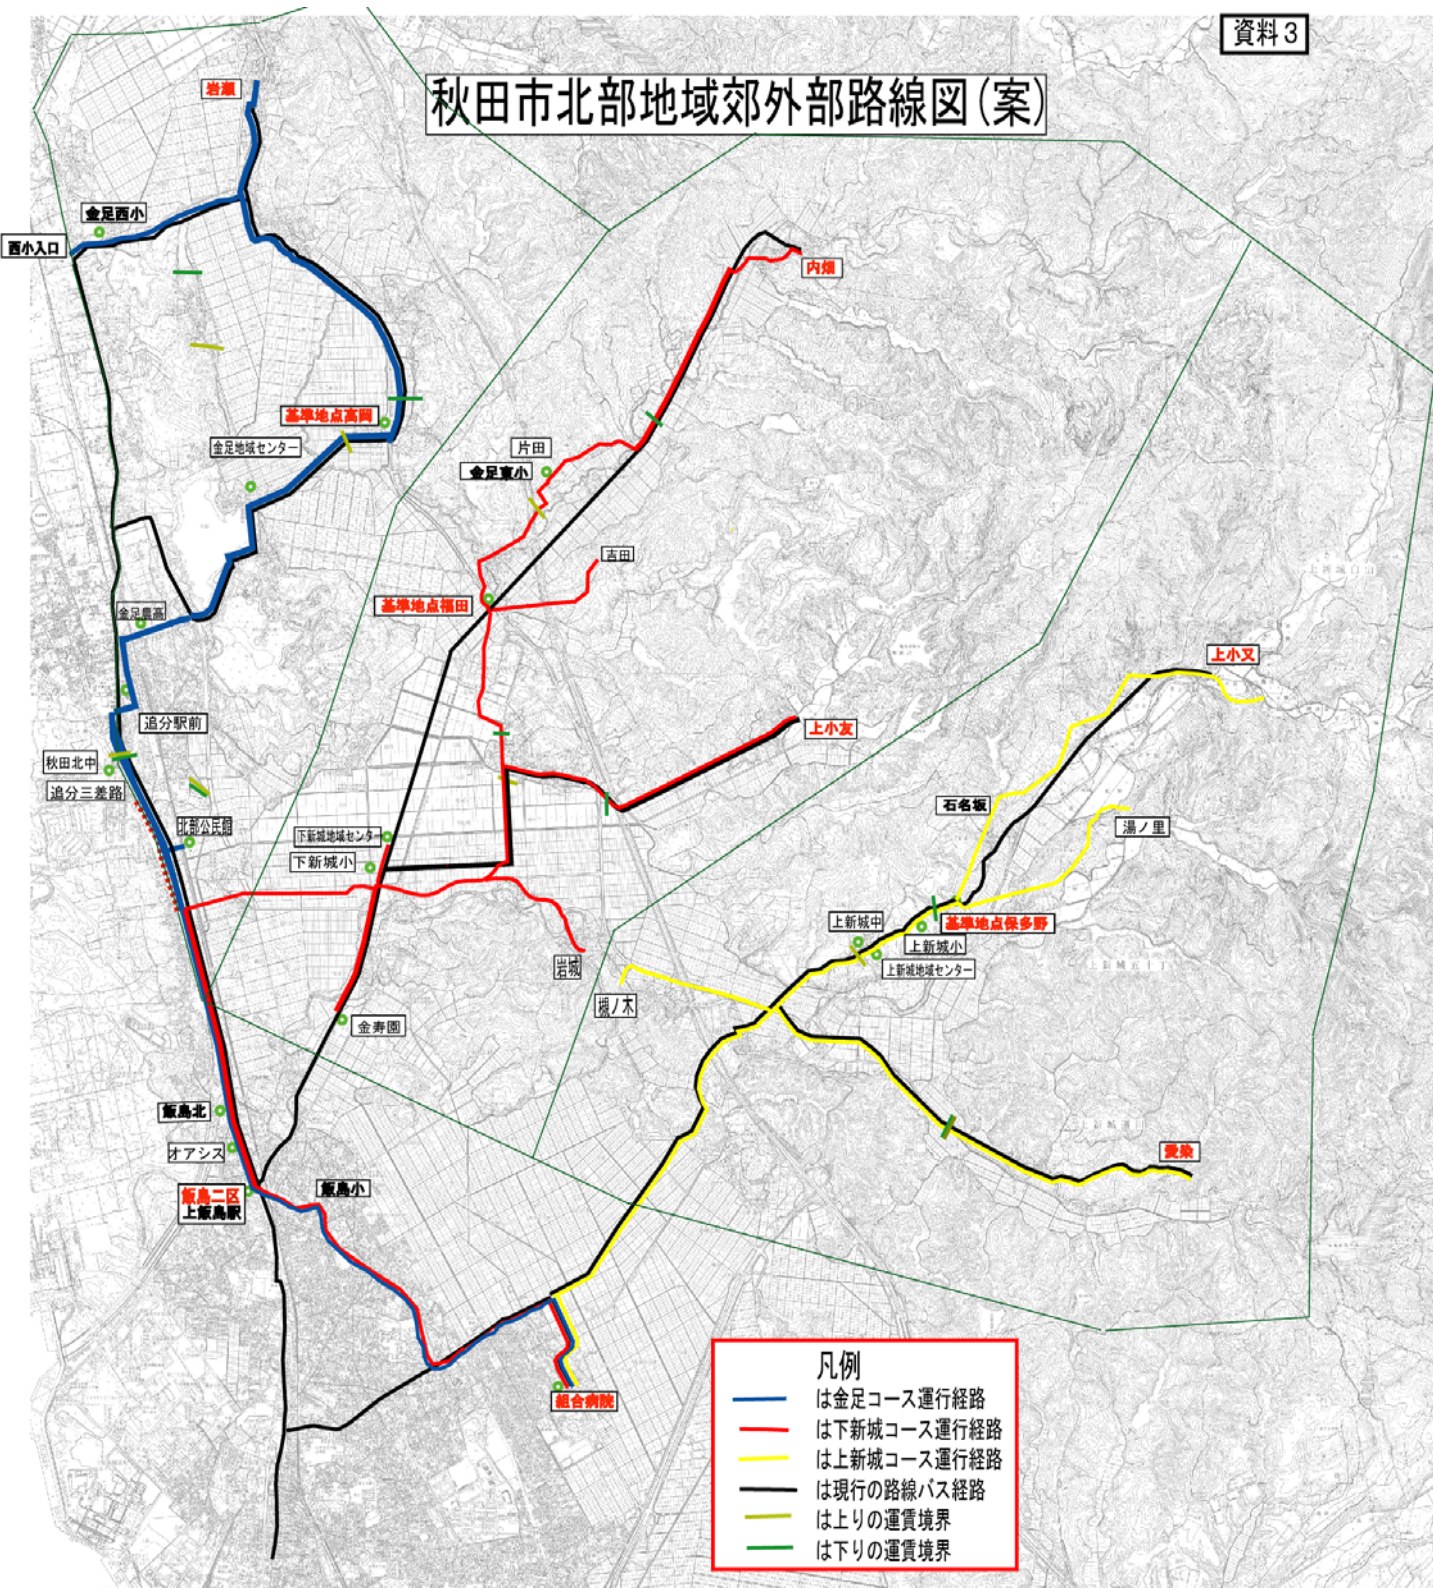 資料3
秋田市北部地域郊外部路線図(案)
岩瀬
金足西小
西小入口
内畑
基準地点高岡
金足地域センター
片田
金足東小
吉田
基準地点福田
金足農高
上小又
追分駅前
上小友
秋田北中
追分三差路
石名坂
北部公民館
下新城地域センター
湯ノ里
下新城小
上新城中
基準地点保多野
上新城小
上新城地域センター
岩城
槻ノ木
金寿園
飯島北
オアシス
愛染
飯島二区
上飯島駅
飯島小
組合病院
凡例
は金足コース運行経路
は下新城コース運行経路
は上新城コース運行経路
は現行の路線バス経路
は上りの運賃境界
は下りの運賃境界